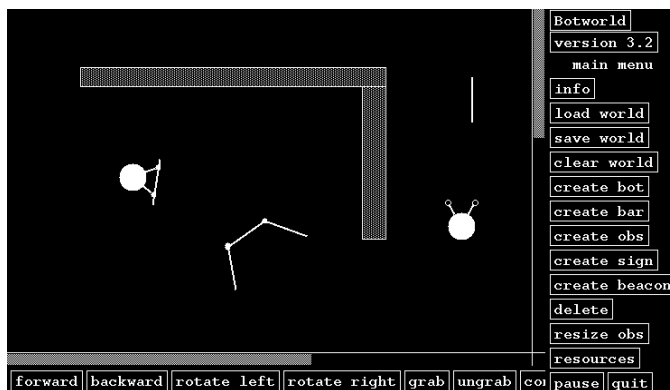 Botworld
version 3.2
main menu
info
load world
save world
clear world
create bot
create bar
create obs
create sign
create beacon
delete
resize obs
resources
pause quit
forward backward rotate left rotate right grab ungrab